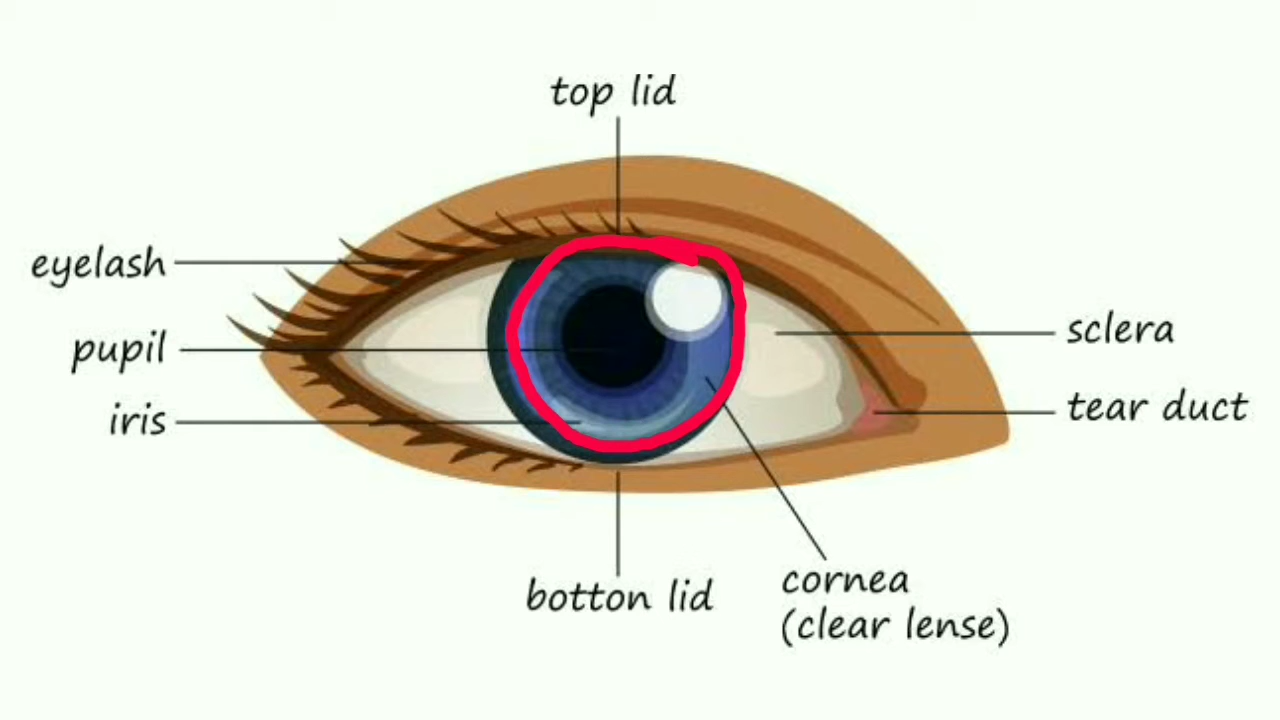 top lid
eyelash
pupil
iris
sclera
tear duct
botton lid
cornea
(clear lense)